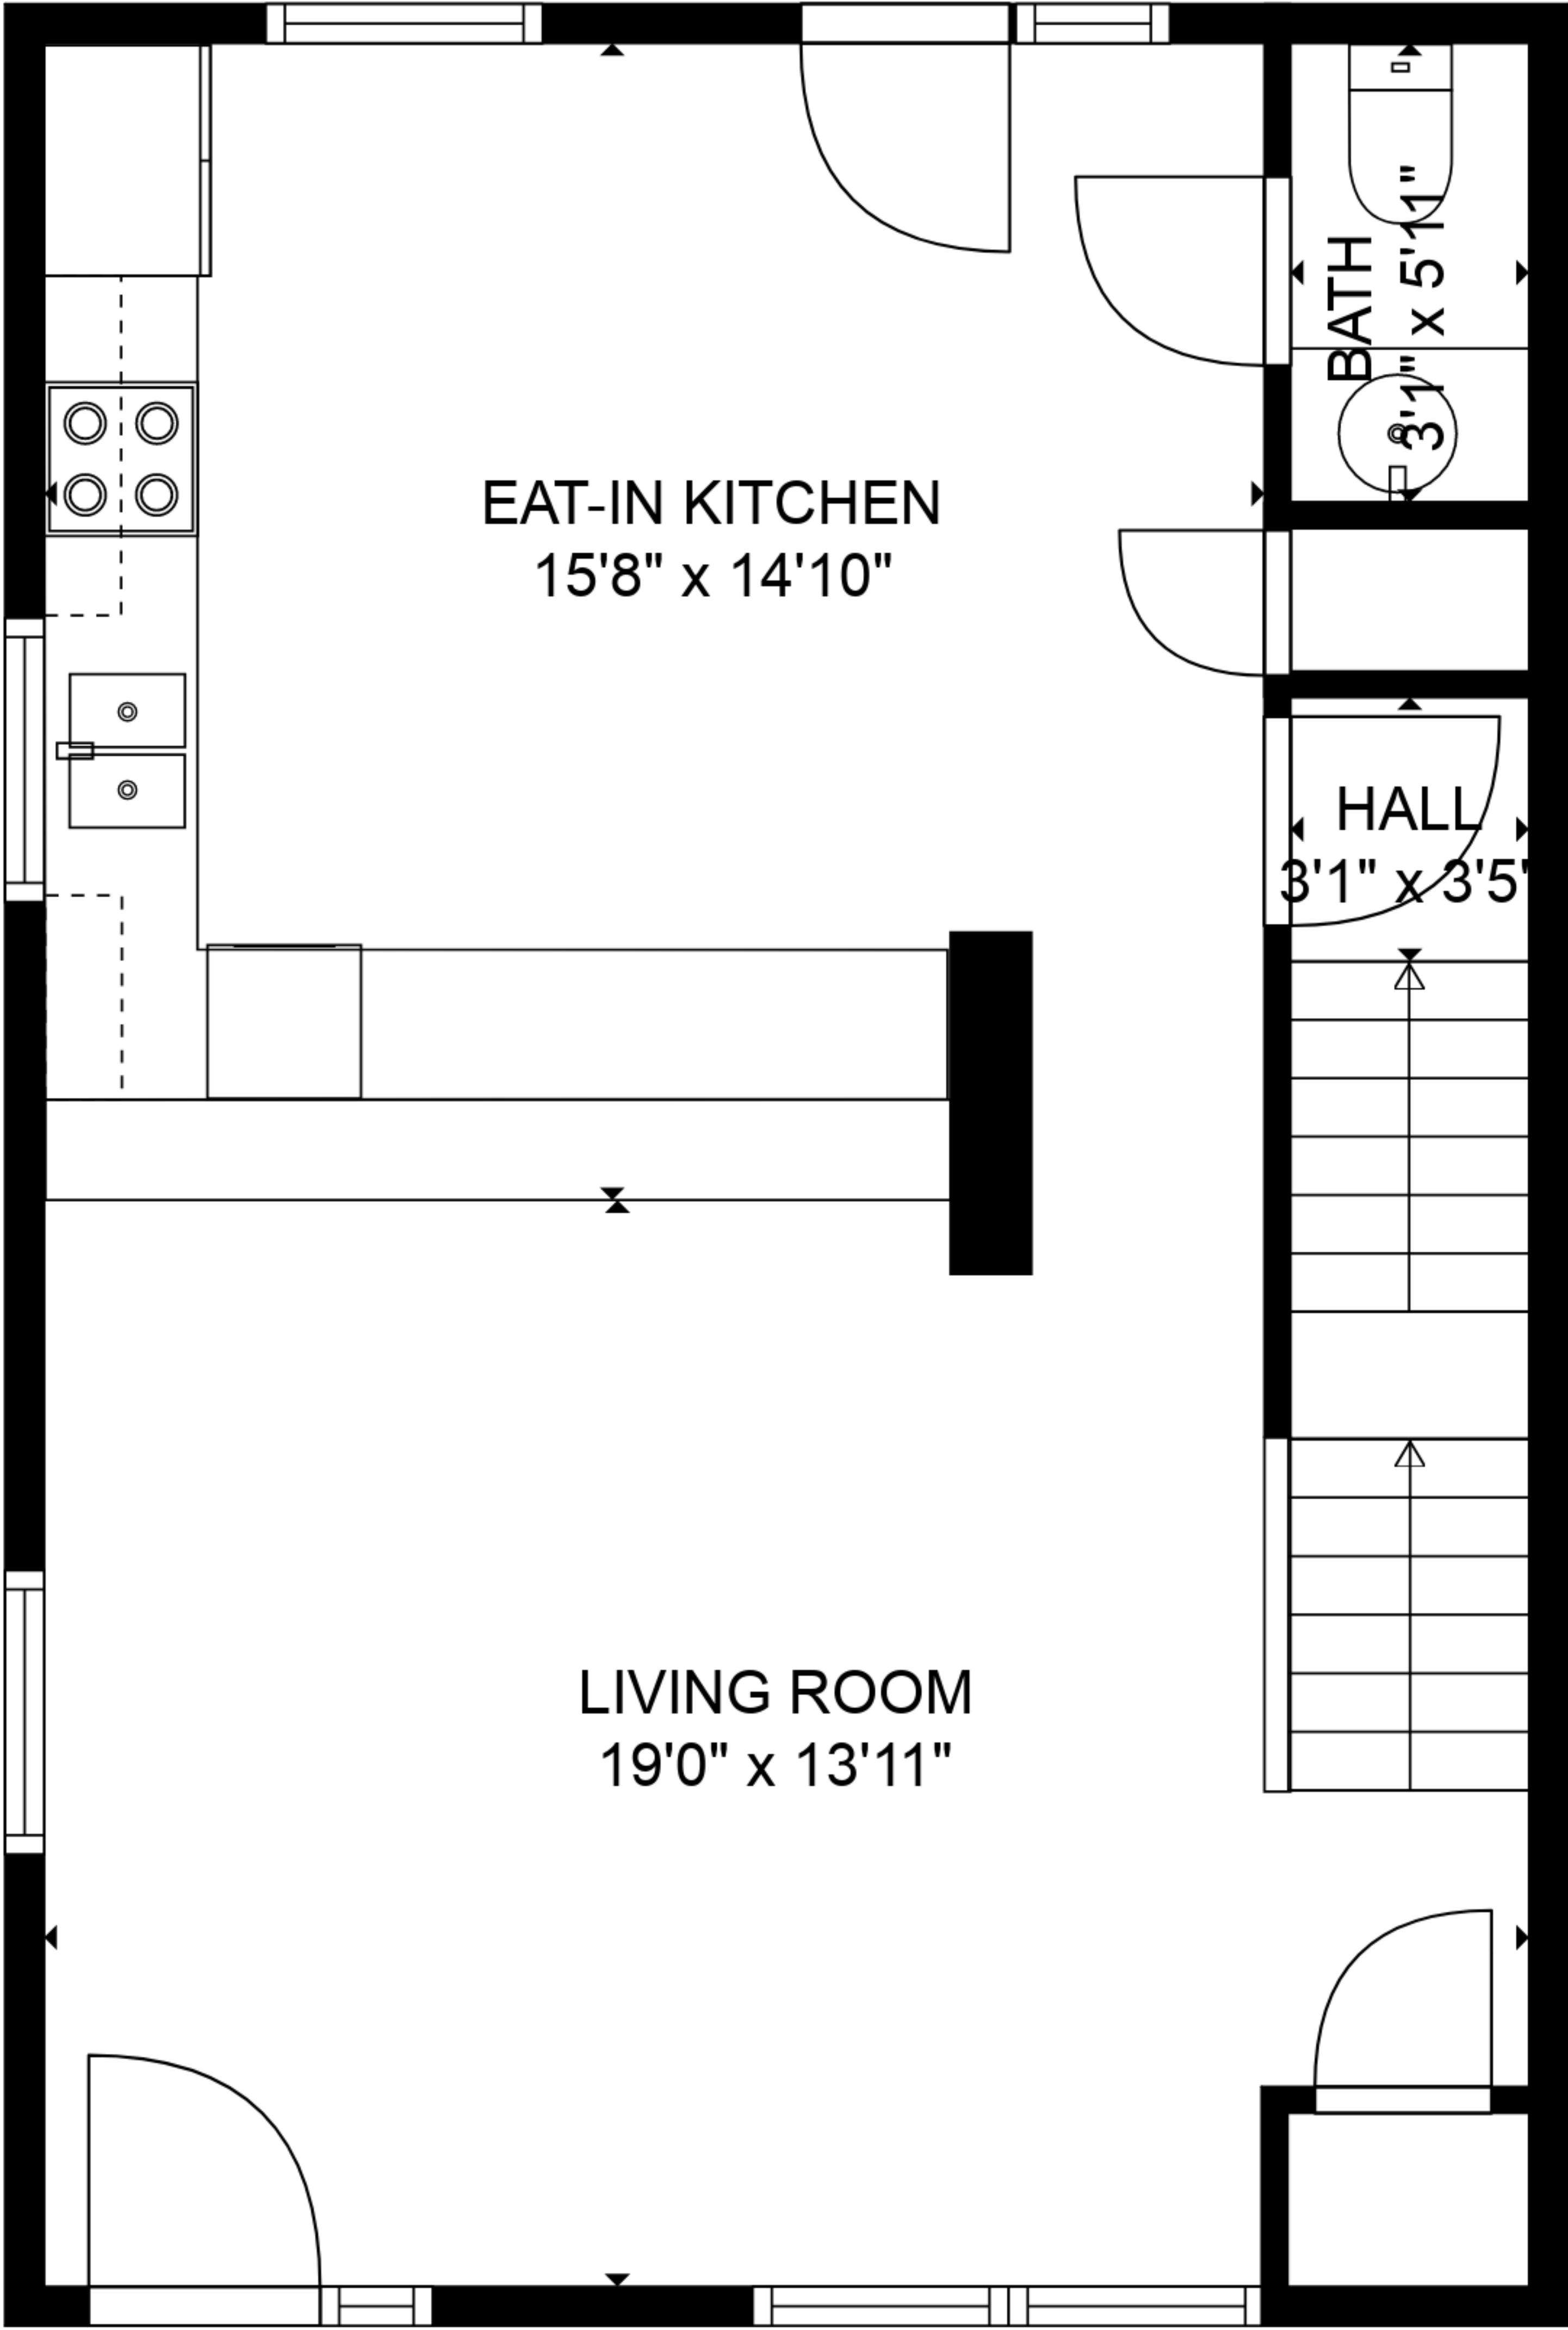 BATH
3'1" x 5'11"
EAT-IN KITCHEN
15'8" x 14'10"
HALL
3'1" x 3'5"
LIVING ROOM
19'0" x 13'11"